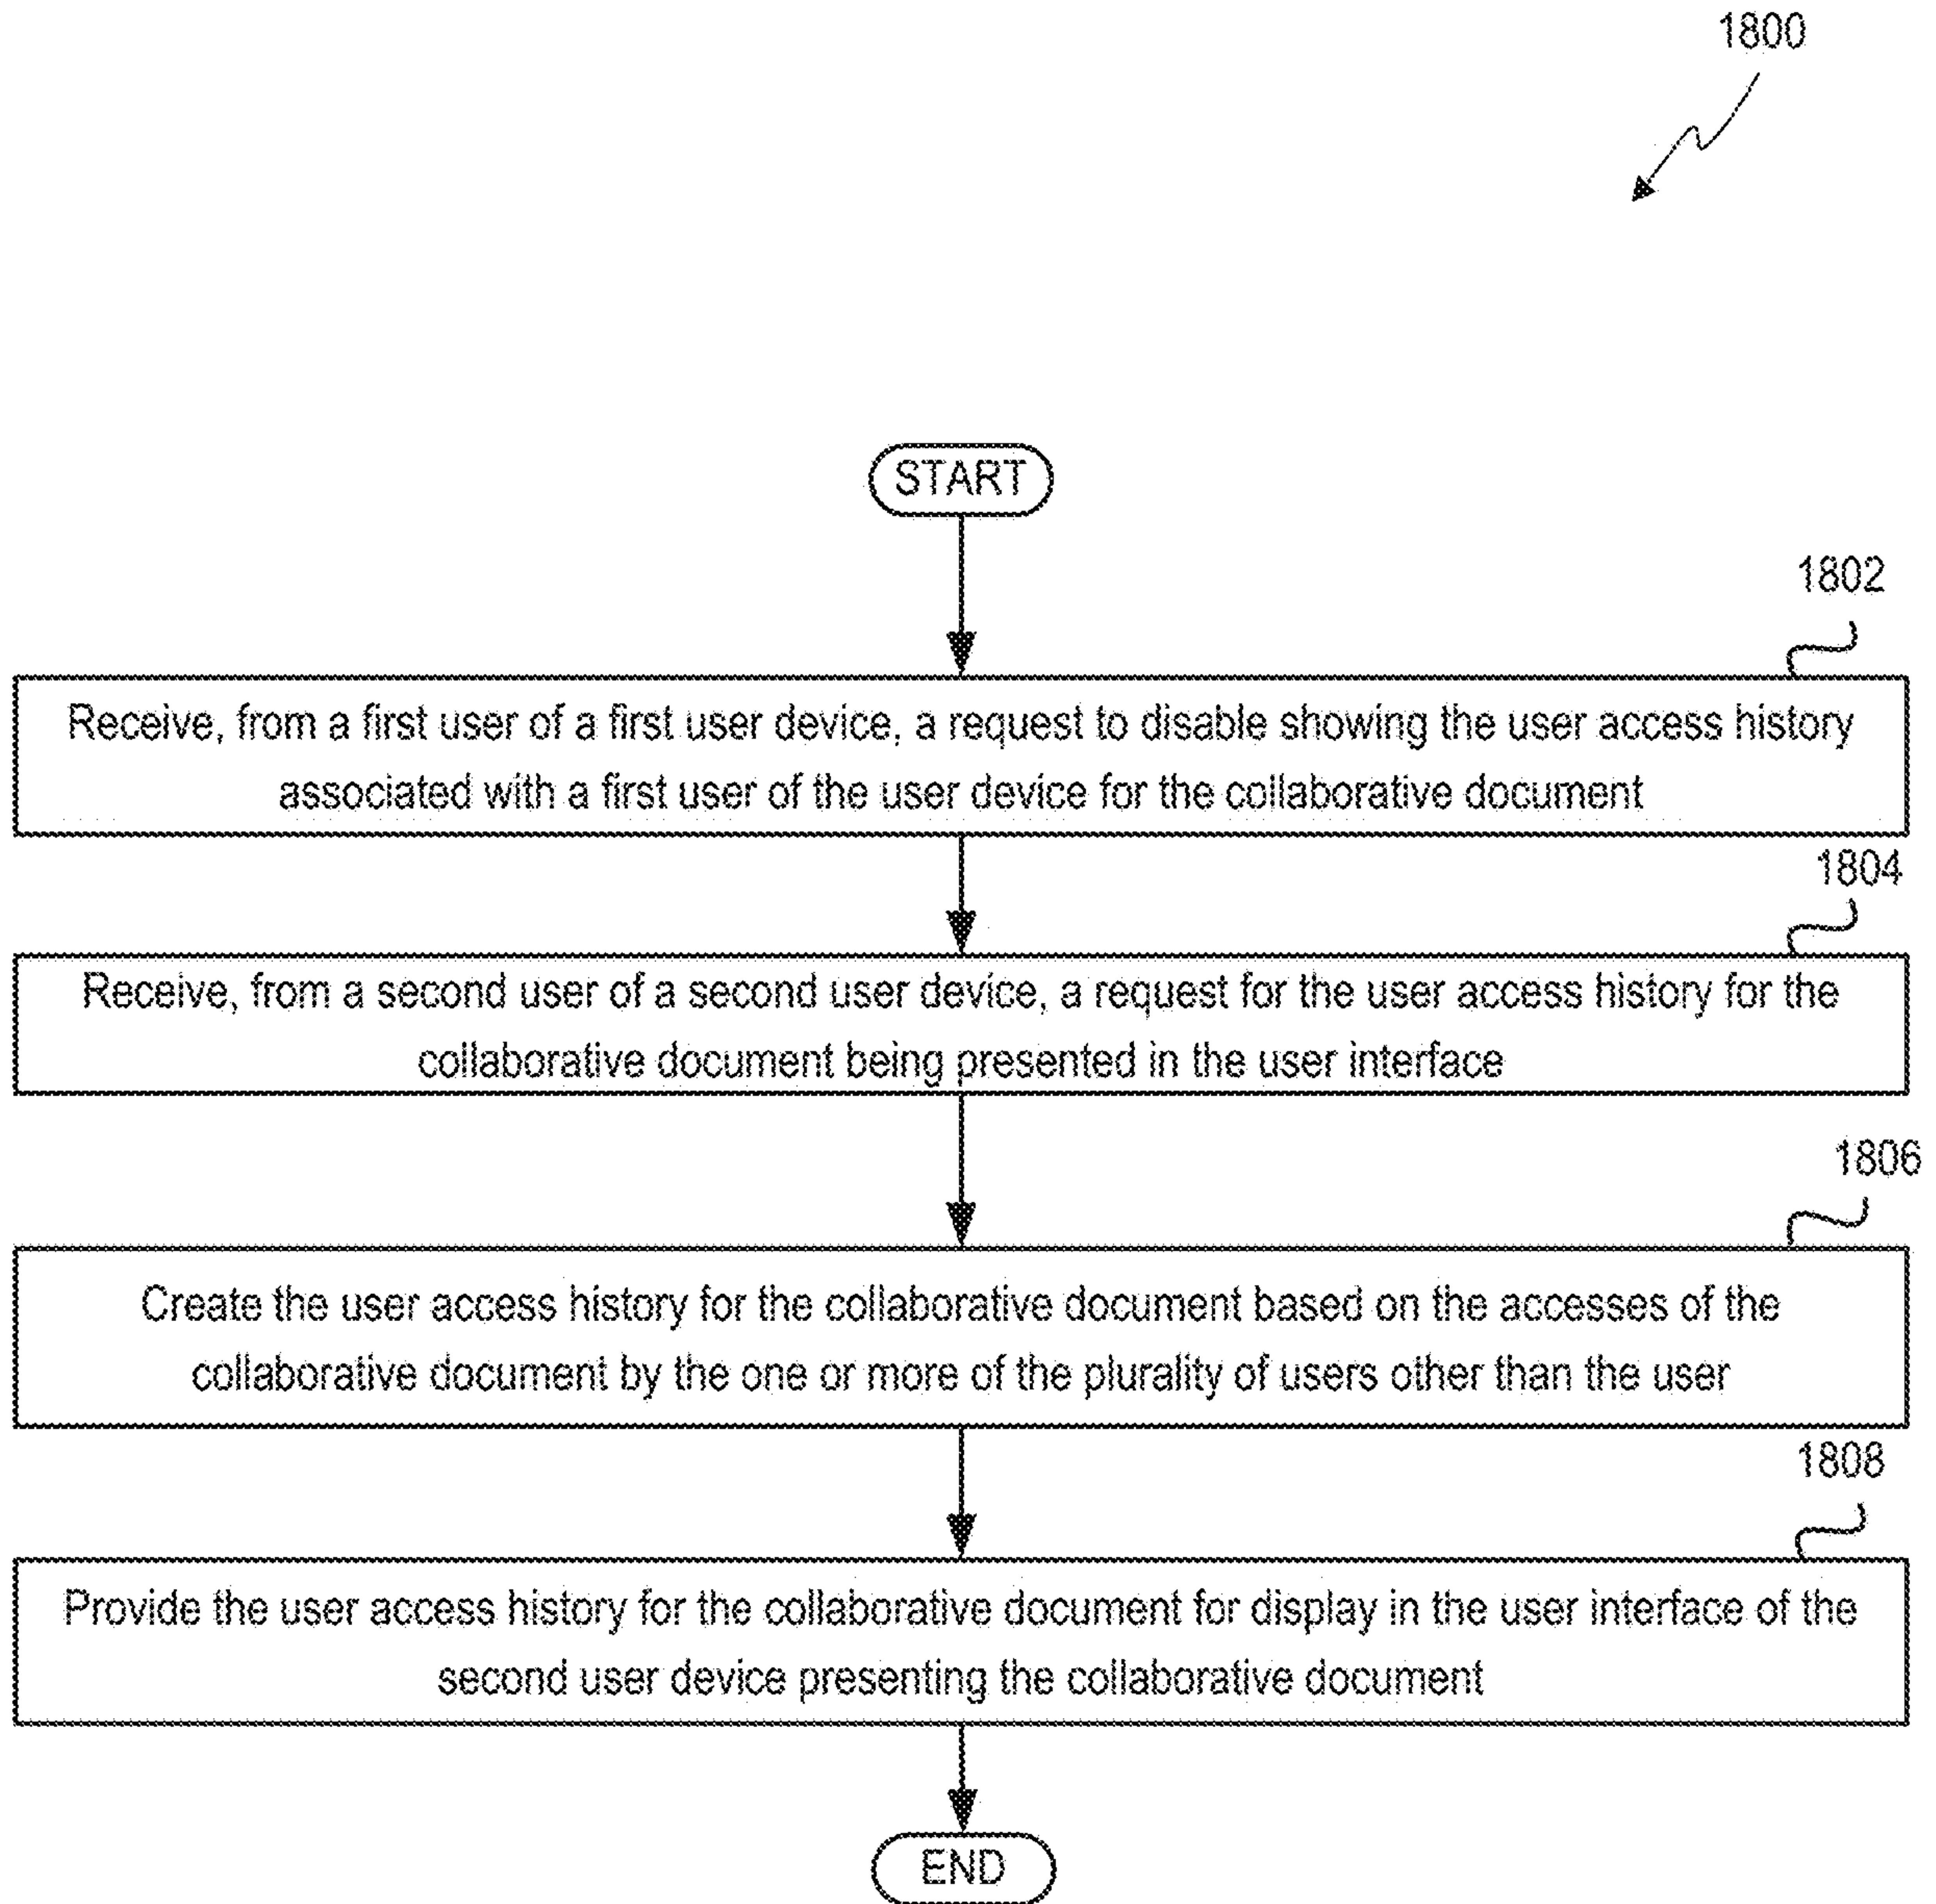 1800
START
1802
Receive, from a first user of a first user device, a request to disable showing the user access history
associated with a first user of the user device for the collaborative document
1804
Receive, from a second user of a second user device, a request for the user access history for the
collaborative document being presented in the user interface
1806
Create the user access history for the collaborative document based on the accesses of the
collaborative document by the one or more of the plurality of users other than the user
1808
Provide the user access history for the collaborative document for display in the user interface of the
second user device presenting the collaborative document
END